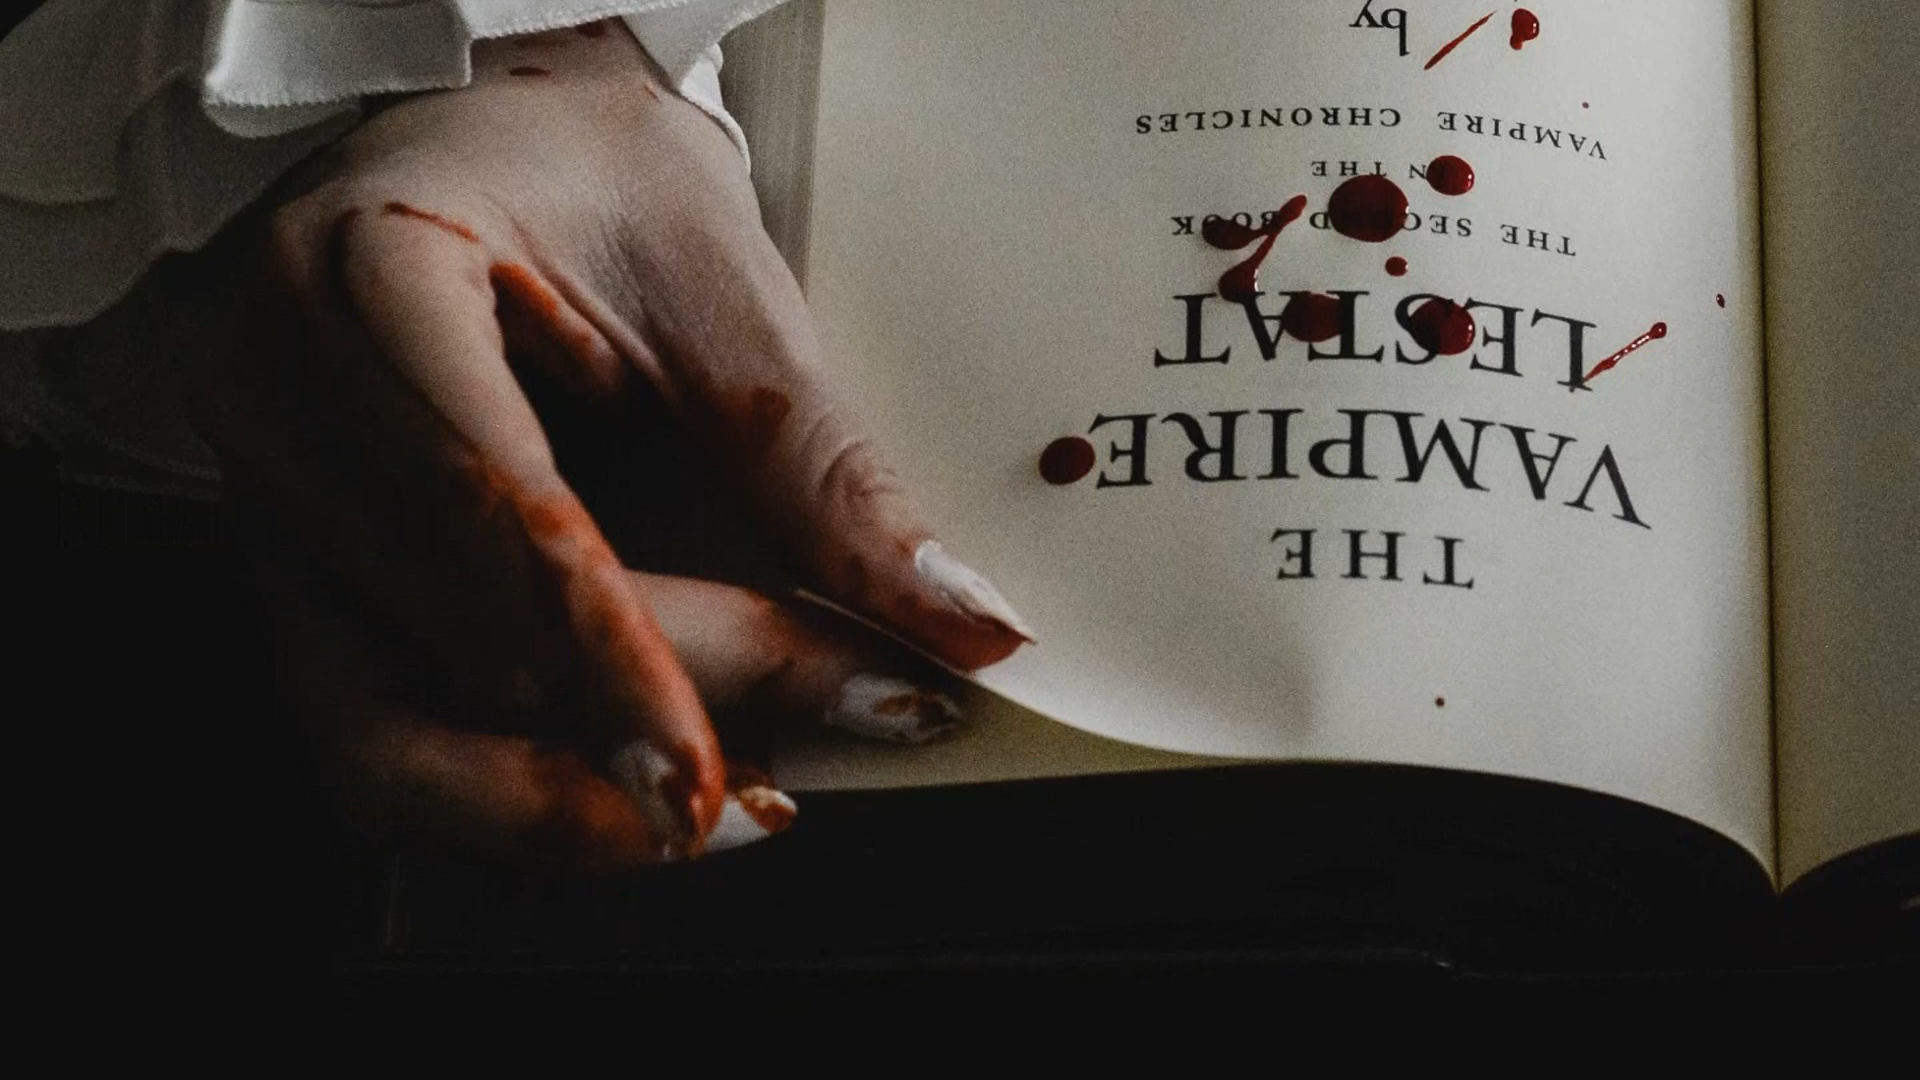 THE
VAMPIRE
LESTAT
THE SECOND BOOK
IN THE
VAMPIRE CHRONICLES
by